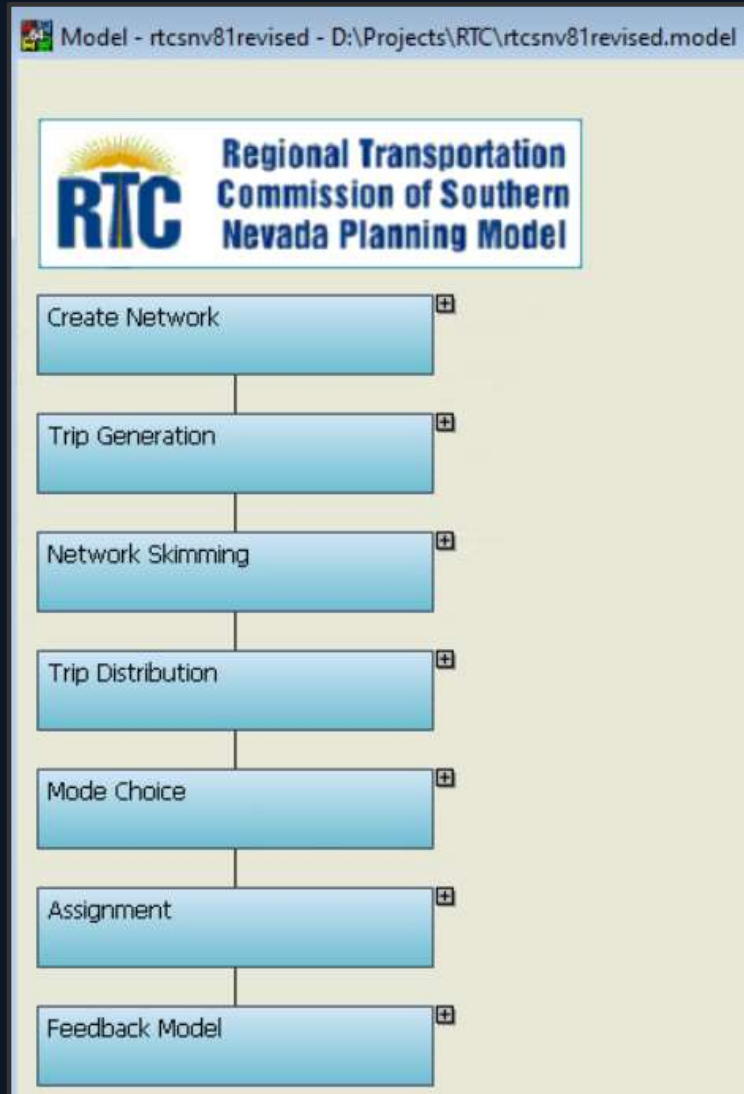 Model - rtcsnv81revised - D:\Projects\RTC\rtcsnv81revised.model
RTC
Regional Transportation
Commission of Southern
Nevada Planning Model
Create Network
Trip Generation
Network Skimming
Trip Distribution
Mode Choice
Assignment
Feedback Model